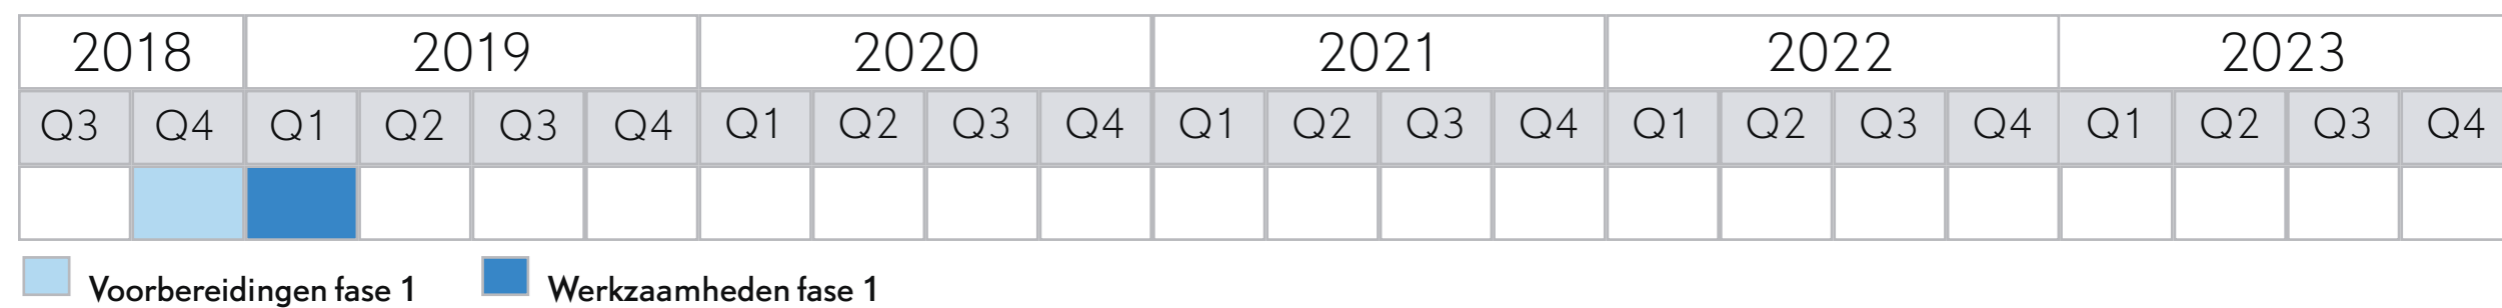 2018 2019 2020 2021 2022 2023
Q3 Q4 Q1 Q2 Q3 Q4 Q1 Q2 Q3 Q4 Q1 Q2 Q3 Q4 Q1 Q2 Q3 Q4 Q1 Q2 Q3 Q4
Voorbereidingen fase 1 Werkzaamheden fase 1